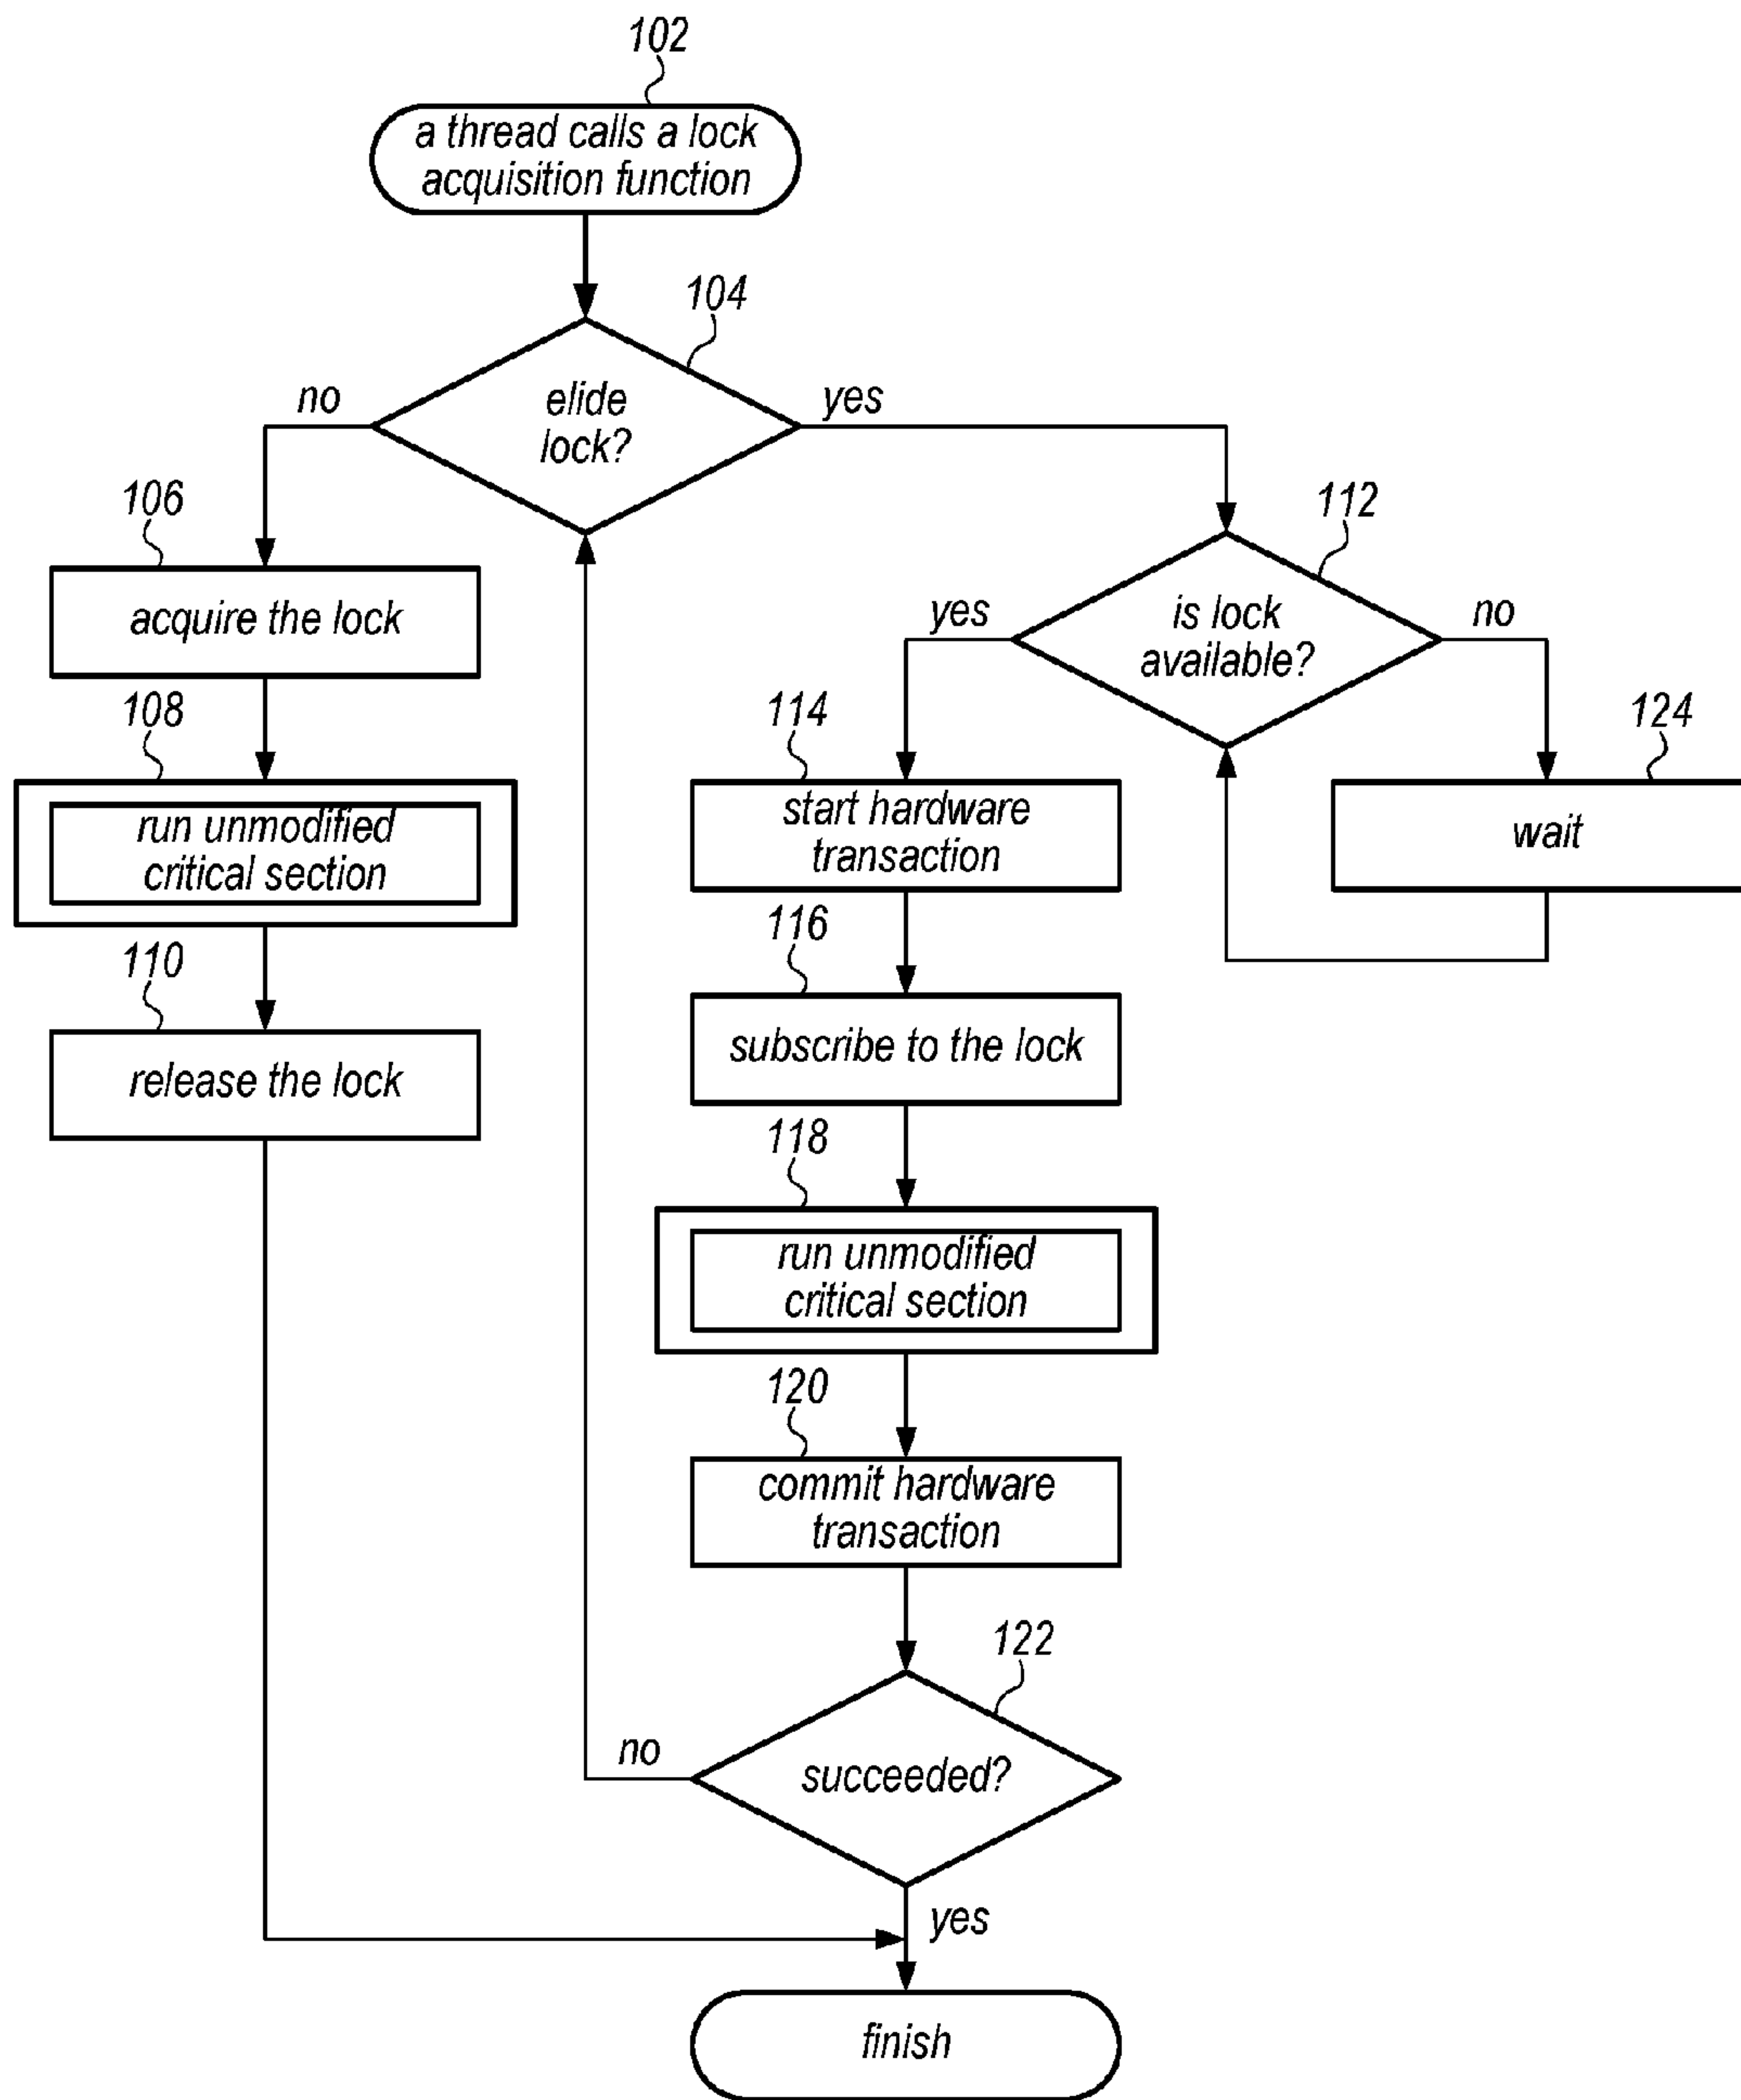 102
a thread calls a lock
acquisition function
104
no
elide
lock?
yes
106
acquire the lock
108
run unmodified
critical section
110
release the lock
112
yes
is lock
available?
no
114
start hardware
transaction
124
wait
116
subscribe to the lock
118
run unmodified
critical section
120
commit hardware
transaction
122
no
succeeded?
yes
finish